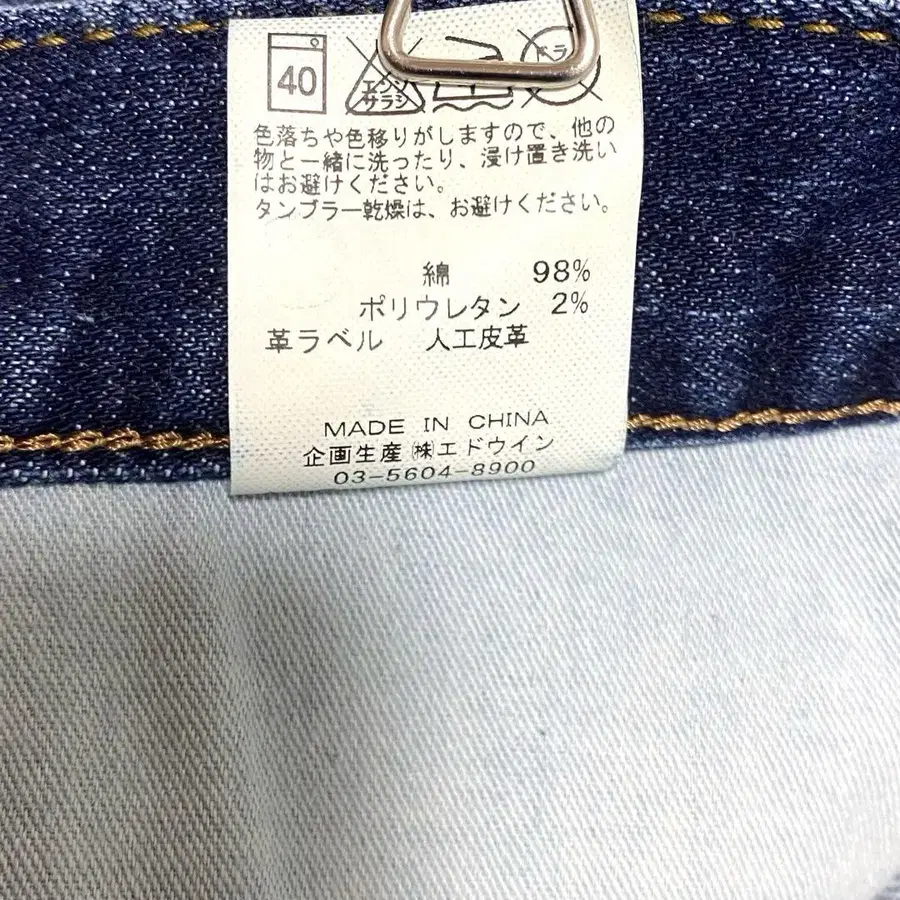 40
エンソ
サラシ
ドラ
色落ちや色移りがしますので、他の
物と一緒に洗ったり、浸け置き洗い
はお避けください。
タンブラー乾燥は、お避けください。
綿 98%
ポリウレタン 2%
革ラベル 人工皮革
MADE IN CHINA
企画生産 ㈱エドウイン
03-5604-8900